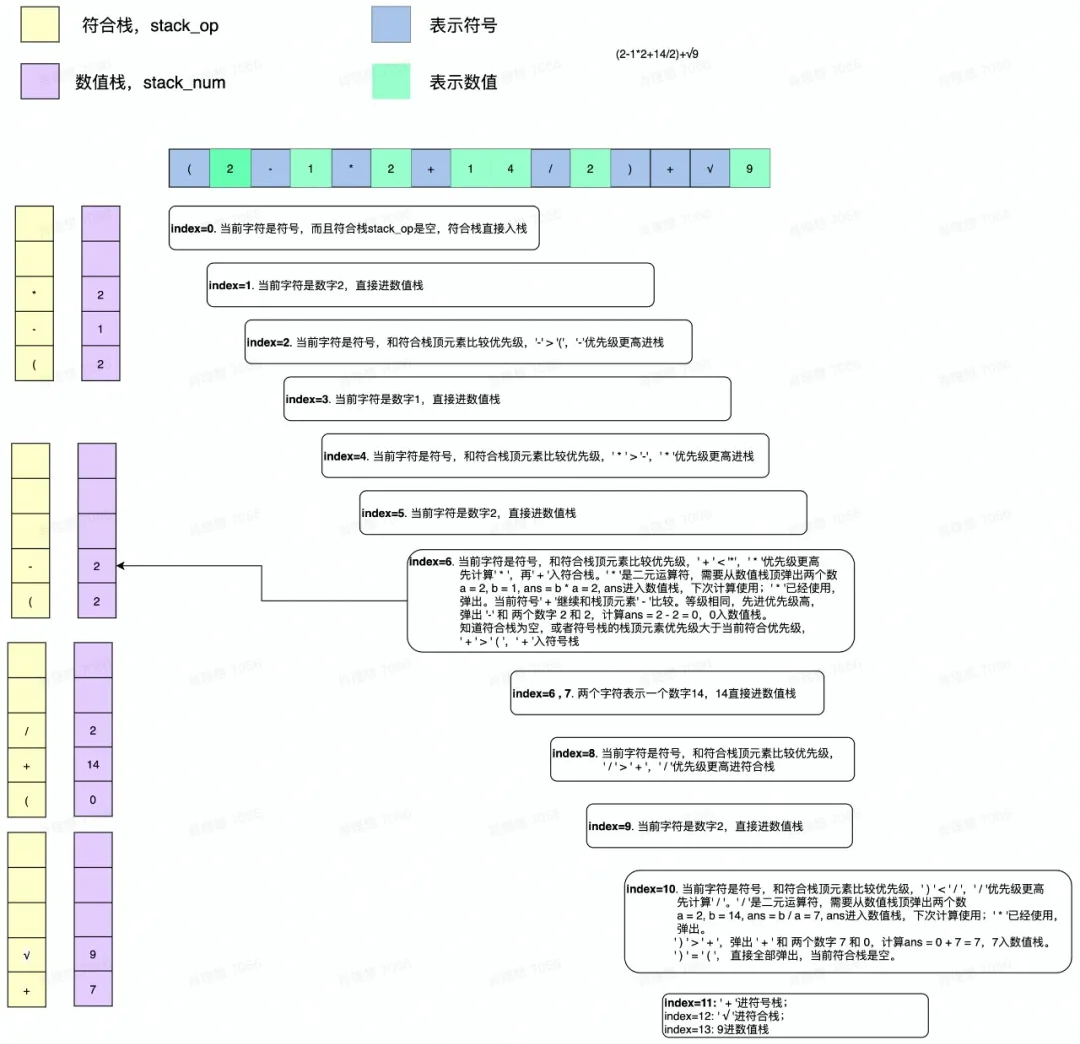 符合栈，stack_op
表示符号
(2-1*2+14/2)+√9
数值栈，stack_num
表示数值
( 2 - 1 * 2 + 1 4 / 2 ) + √ 9
index=0. 当前字符是符号，而且符合栈stack_op是空，符合栈直接入栈
index=1. 当前字符是数字2，直接进数值栈
* 2
- 1
( 2
index=2. 当前字符是符号，和符合栈顶元素比较优先级，'-' > '('，'-'优先级更高进栈
index=3. 当前字符是数字1，直接进数值栈
index=4. 当前字符是符号，和符合栈顶元素比较优先级，' * ' > '-'，' * '优先级更高进栈
index=5. 当前字符是数字2，直接进数值栈
- 2
( 2
index=6. 当前字符是符号，和符合栈顶元素比较优先级，' + ' < '*'，' * '优先级更高
先计算' * '，再' + '入符合栈。' * '是二元运算符，需要从数值栈顶弹出两个数
a = 2, b = 1, ans = b * a = 2, ans进入数值栈，下次计算使用；' * '已经使用，
弹出。当前符号' + '继续和栈顶元素' - '比较。等级相同，先进优先级高，
弹出 '-' 和 两个数字 2 和 2，计算ans = 2 - 2 = 0，0入数值栈。
知道符合栈为空，或者符号栈的栈顶元素优先级大于当前符合优先级，
' + ' > ' ( '，' + '入符号栈
index=6 , 7. 两个字符表示一个数字14，14直接进数值栈
/ 2
+ 14
( 0
index=8. 当前字符是符号，和符合栈顶元素比较优先级，
' / ' > ' + '，' / '优先级更高进符合栈
index=9. 当前字符是数字2，直接进数值栈
index=10. 当前字符是符号，和符合栈顶元素比较优先级，' ) ' < ' / '，' / '优先级更高
先计算' / '。' / '是二元运算符，需要从数值栈顶弹出两个数
a = 2, b = 14, ans = b / a = 7, ans进入数值栈，下次计算使用；' * '已经使用，
弹出。
' ) ' > ' + '，弹出 ' + ' 和 两个数字 7 和 0，计算ans = 0 + 7 = 7，7入数值栈。
' ) ' = ' ( '， 直接全部弹出，当前符合栈是空。
√ 9
+ 7
index=11: ' + '进符号栈；
index=12: ' √ '进符合栈；
index=13: 9进数值栈